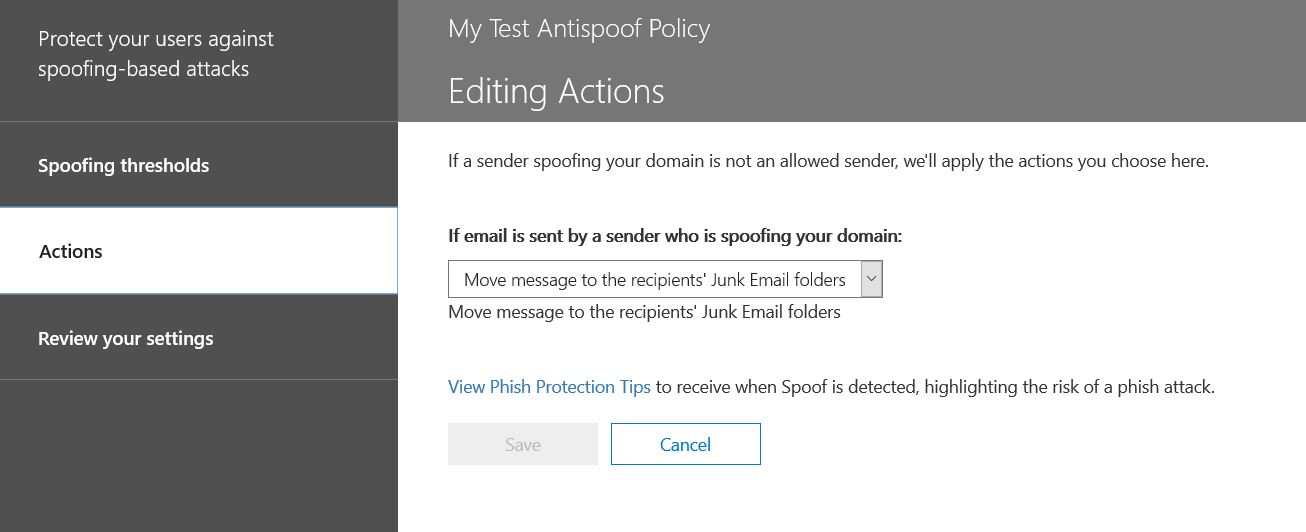 Protect your users against
spoofing-based attacks
Spoofing thresholds
Actions
Review your settings
My Test Antispoof Policy
Editing Actions
If a sender spoofing your domain is not an allowed sender, we'll apply the actions you choose here.
If email is sent by a sender who is spoofing your domain:
Move message to the recipients' Junk Email folders
Move message to the recipients' Junk Email folders
View Phish Protection Tips to receive when Spoof is detected, highlighting the risk of a phish attack.
Save
Cancel